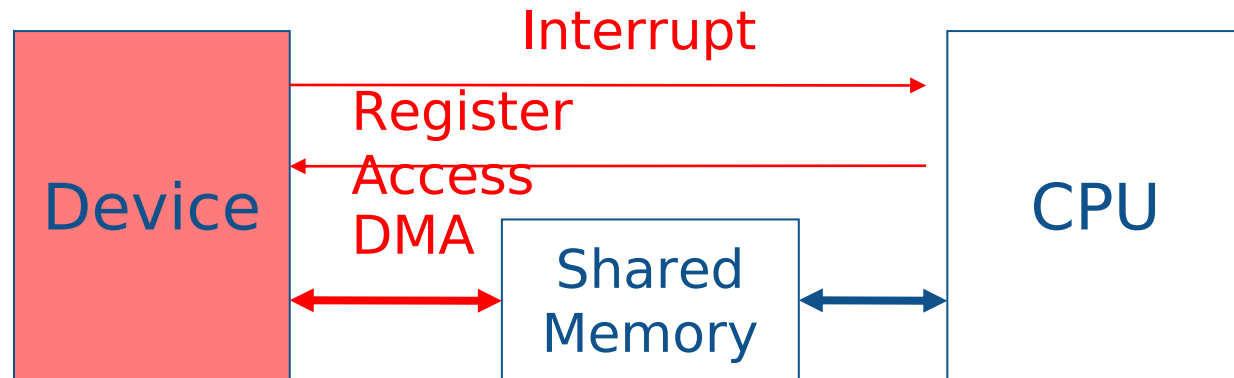 Interrupt
Register
Access
DMA
Device
CPU
Shared
Memory